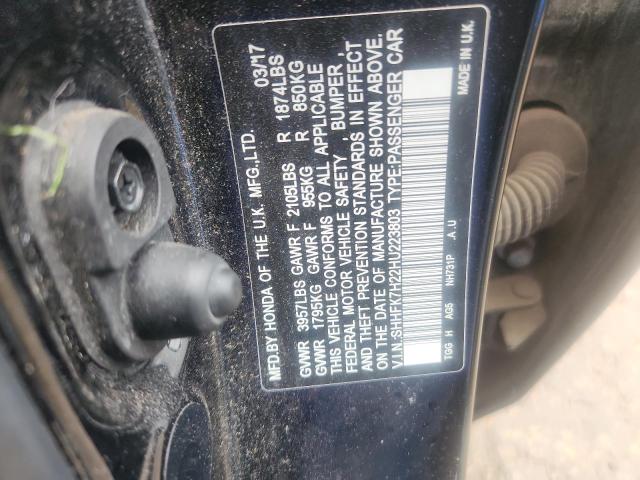 MFD.BY HONDA OF THE U.K. MFG.,LTD. 03/17
GVWR 3957LBS GAWR F 2105LBS R 1874LBS
GVWR 1795KG GAWR F 955KG R 850KG
THIS VEHICLE CONFORMS TO ALL APPLICABLE
FEDERAL MOTOR VEHICLE SAFETY , BUMPER ,
AND THEFT PREVENTION STANDARDS IN EFFECT
ON THE DATE OF MANUFACTURE SHOWN ABOVE.
V.I.N:SHHFK7H22HU223803 TYPE:PASSENGER CAR
TGG H AG5 NH731P .A .U MADE IN U.K.